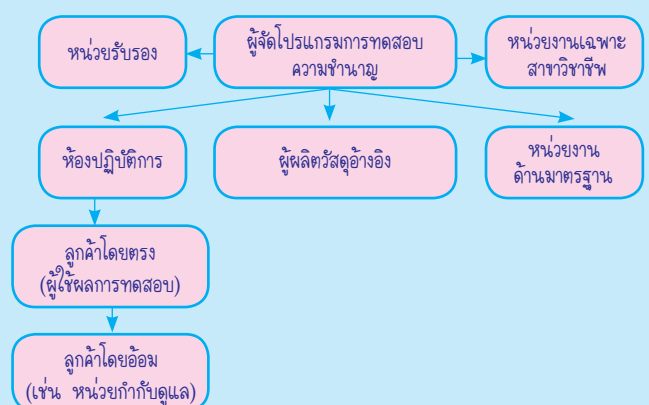 หน่วยรับรอง
ผู้จัดโปรแกรมการทดสอบ
ความชำนาญ
หน่วยงานเฉพาะ
สาขาวิชาชีพ
ห้องปฏิบัติการ
ผู้ผลิตวัสดุอ้างอิง
หน่วยงาน
ด้านมาตรฐาน
ลูกค้าโดยตรง
(ผู้ใช้ผลการทดสอบ)
ลูกค้าโดยอ้อม
(เช่น หน่วยกำกับดูแล)